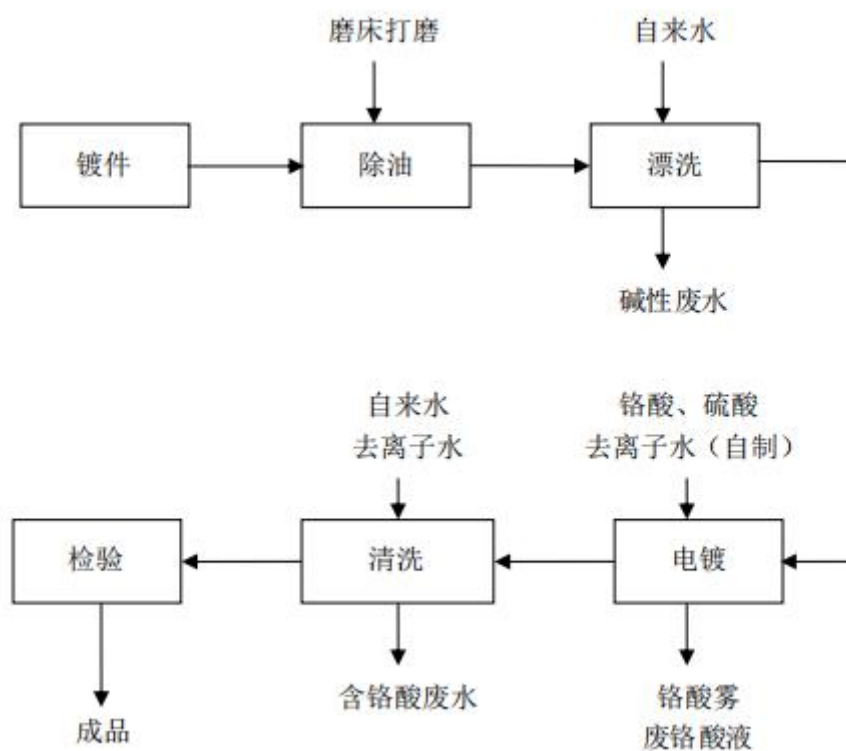 磨床打磨
自来水
镀件
除油
漂洗
碱性废水
自来水
去离子水
铬酸、硫酸
去离子水（自制）
检验
清洗
电镀
成品
含铬酸废水
铬酸雾
废铬酸液